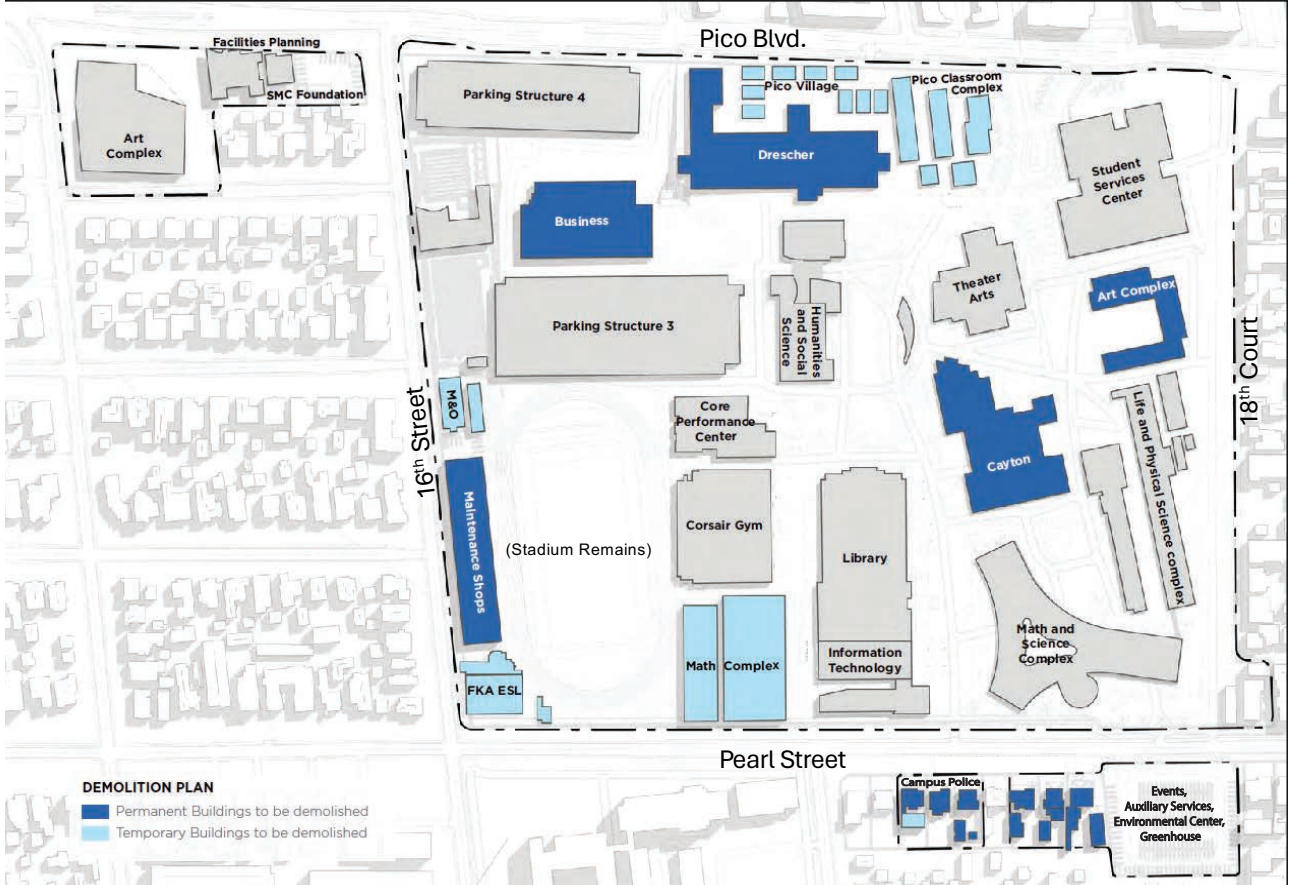 Pico Blvd.
Facilities Planning
SMC Foundation
Art
Complex
Parking Structure 4
Pico Village
Pico Classroom
Complex
Drescher
Business
Student
Services
Center
Theater
Arts
Art Complex
Parking Structure 3
Humanities
and Social
Science
18th Court
16th Street
M&O
Core
Performance
Center
Cayton
Life and Physical Science complex
Maintenance Shops
(Stadium Remains)
Corsair Gym
Library
Math and
Science
Complex
Information
Technology
Math Complex
FKA ESL
Pearl Street
DEMOLITION PLAN
Permanent Buildings to be demolished
Temporary Buildings to be demolished
Campus Police
Events,
Auxiliary Services,
Environmental Center,
Greenhouse